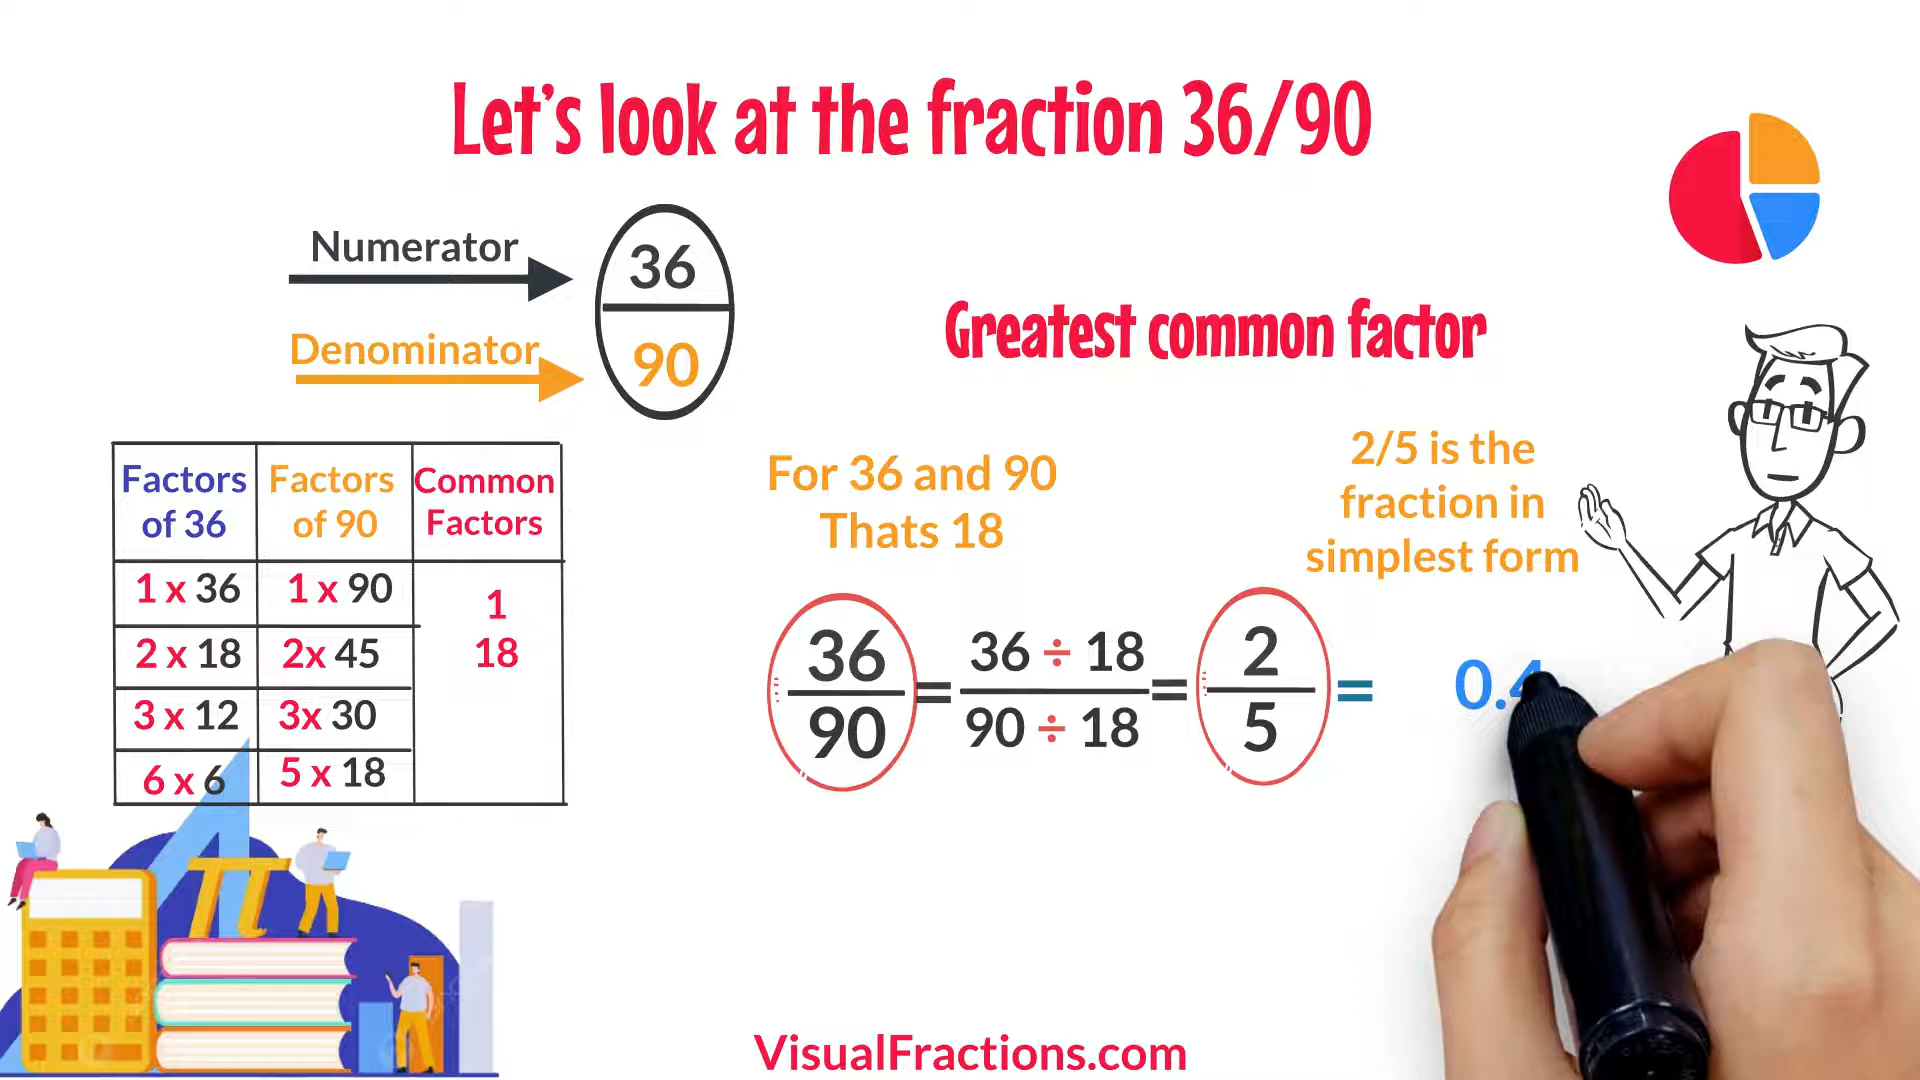 Let's look at the fraction 36/90
Numerator
36
Denominator
90
Greatest common factor
Factors of 36
Factors of 90
Common Factors
1 x 36
1 x 90
1
2 x 18
2x 45
18
3 x 12
3x 30
6 x 6
5 x 18
For 36 and 90
Thats 18
2/5 is the
fraction in
simplest form
36
90
=
36 ÷ 18
90 ÷ 18
=
2
5
=
0.4
VisualFractions.com